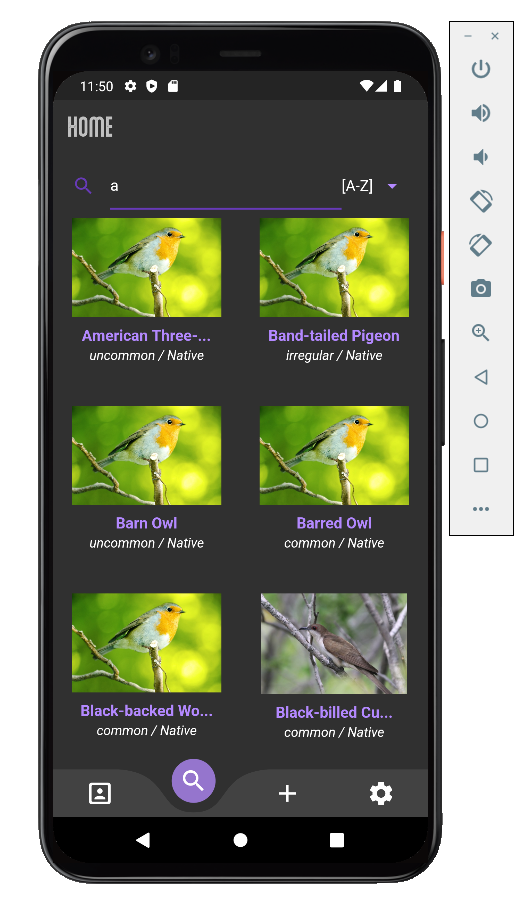 11:50
HOME
a [A-Z]
American Three-...
uncommon / Native
Band-tailed Pigeon
irregular / Native
Barn Owl
uncommon / Native
Barred Owl
common / Native
Black-backed Wo...
common / Native
Black-billed Cu...
common / Native